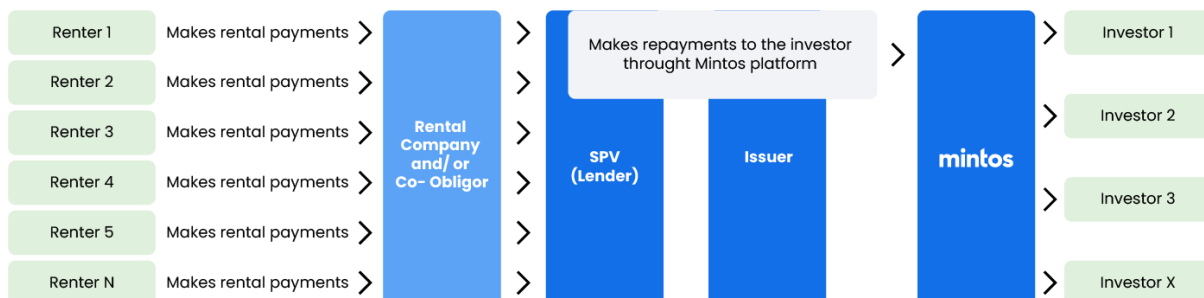 Renter 1
Makes rental payments
Renter 2
Makes rental payments
Renter 3
Makes rental payments
Renter 4
Makes rental payments
Renter 5
Makes rental payments
Renter N
Makes rental payments
Rental
Company
and/ or
Co- Obligor
SPV
(Lender)
Makes repayments to the investor
throught Mintos platform
Issuer
mintos
Investor 1
Investor 2
Investor 3
Investor X